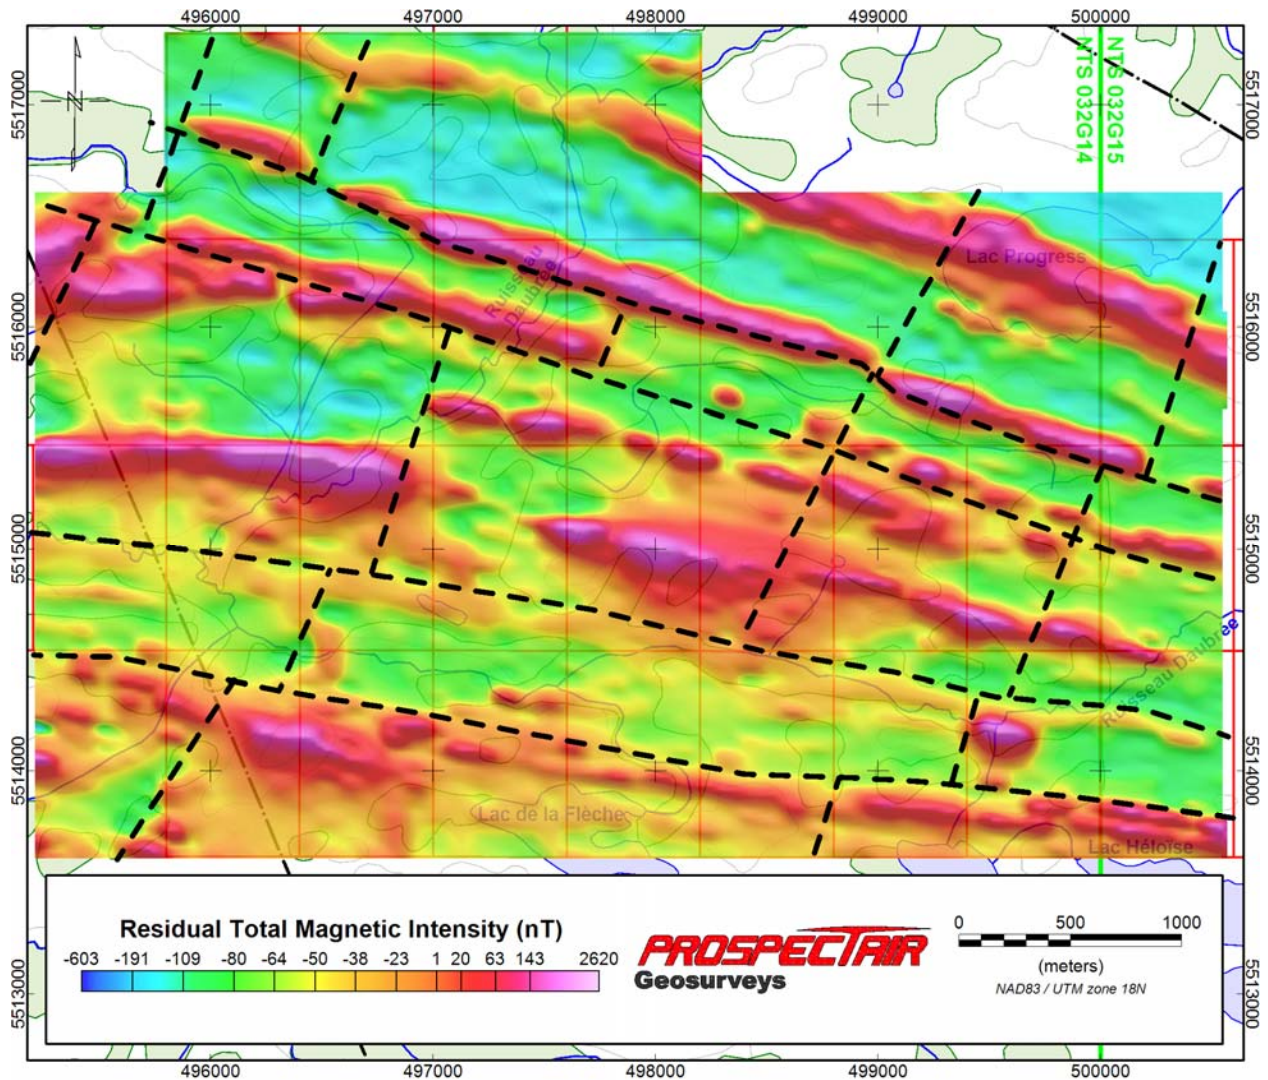 496000 497000 498000 499000 500000
NTS 032G14
NTS 032G15
5517000
5517000
N
Lac Progress
Ruisseau
Daubrée
5516000
5516000
5515000
5515000
Ruisseau Daubrée
5514000
5514000
Lac de la Flèche
Lac Héloïse
Residual Total Magnetic Intensity (nT)
-603 -191 -109 -80 -64 -50 -38 -23 1 20 63 143 2620
PROSPECTAIR
Geosurveys
0 500 1000
(meters)
NAD83 / UTM zone 18N
5513000
5513000
496000 497000 498000 499000 500000